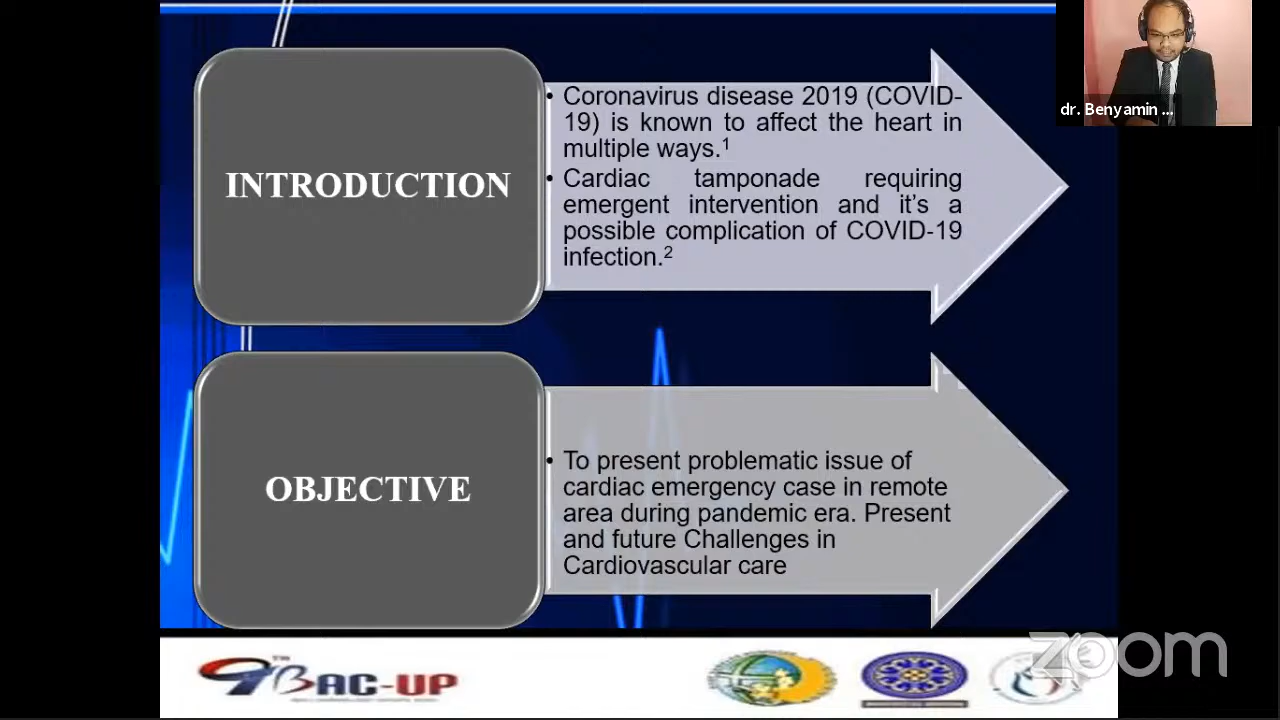 dr. Benyamin ...
INTRODUCTION
• Coronavirus disease 2019 (COVID-
19) is known to affect the heart in
multiple ways.¹
• Cardiac tamponade requiring
emergent intervention and it's a
possible complication of COVID-19
infection.²
OBJECTIVE
• To present problematic issue of
cardiac emergency case in remote
area during pandemic era. Present
and future Challenges in
Cardiovascular care
BAC-UP
zoom